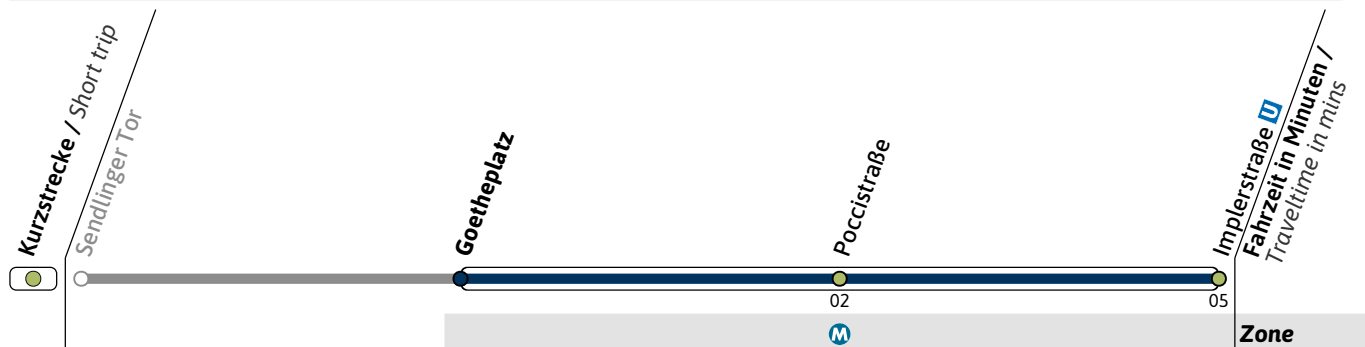 Kurzstrecke / Short trip
Sendlinger Tor
Goetheplatz
Poccistraße
Implerstraße U
Fahrzeit in Minuten /
Traveltime in mins
02
05
M
Zone